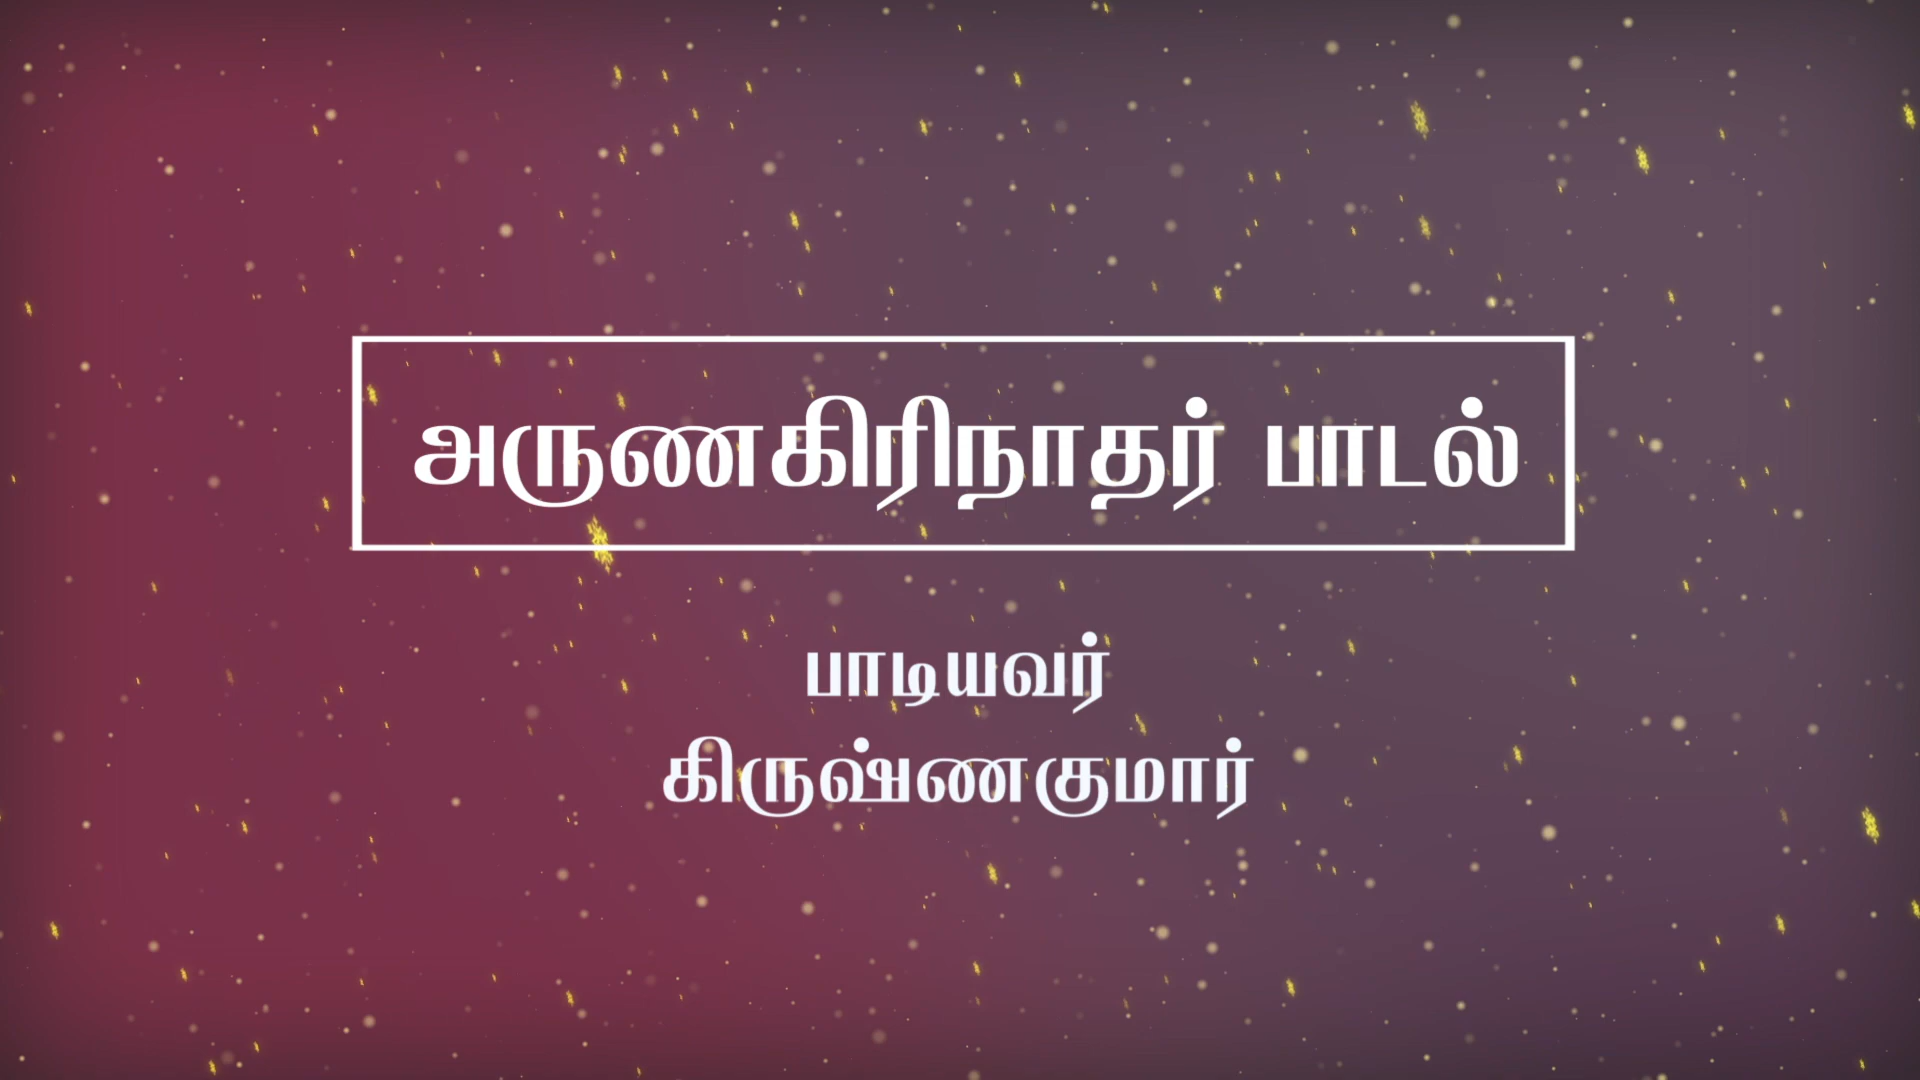 அருணகிரிநாதர் பாடல்
பாடியவர்
கிருஷ்ணகுமார்